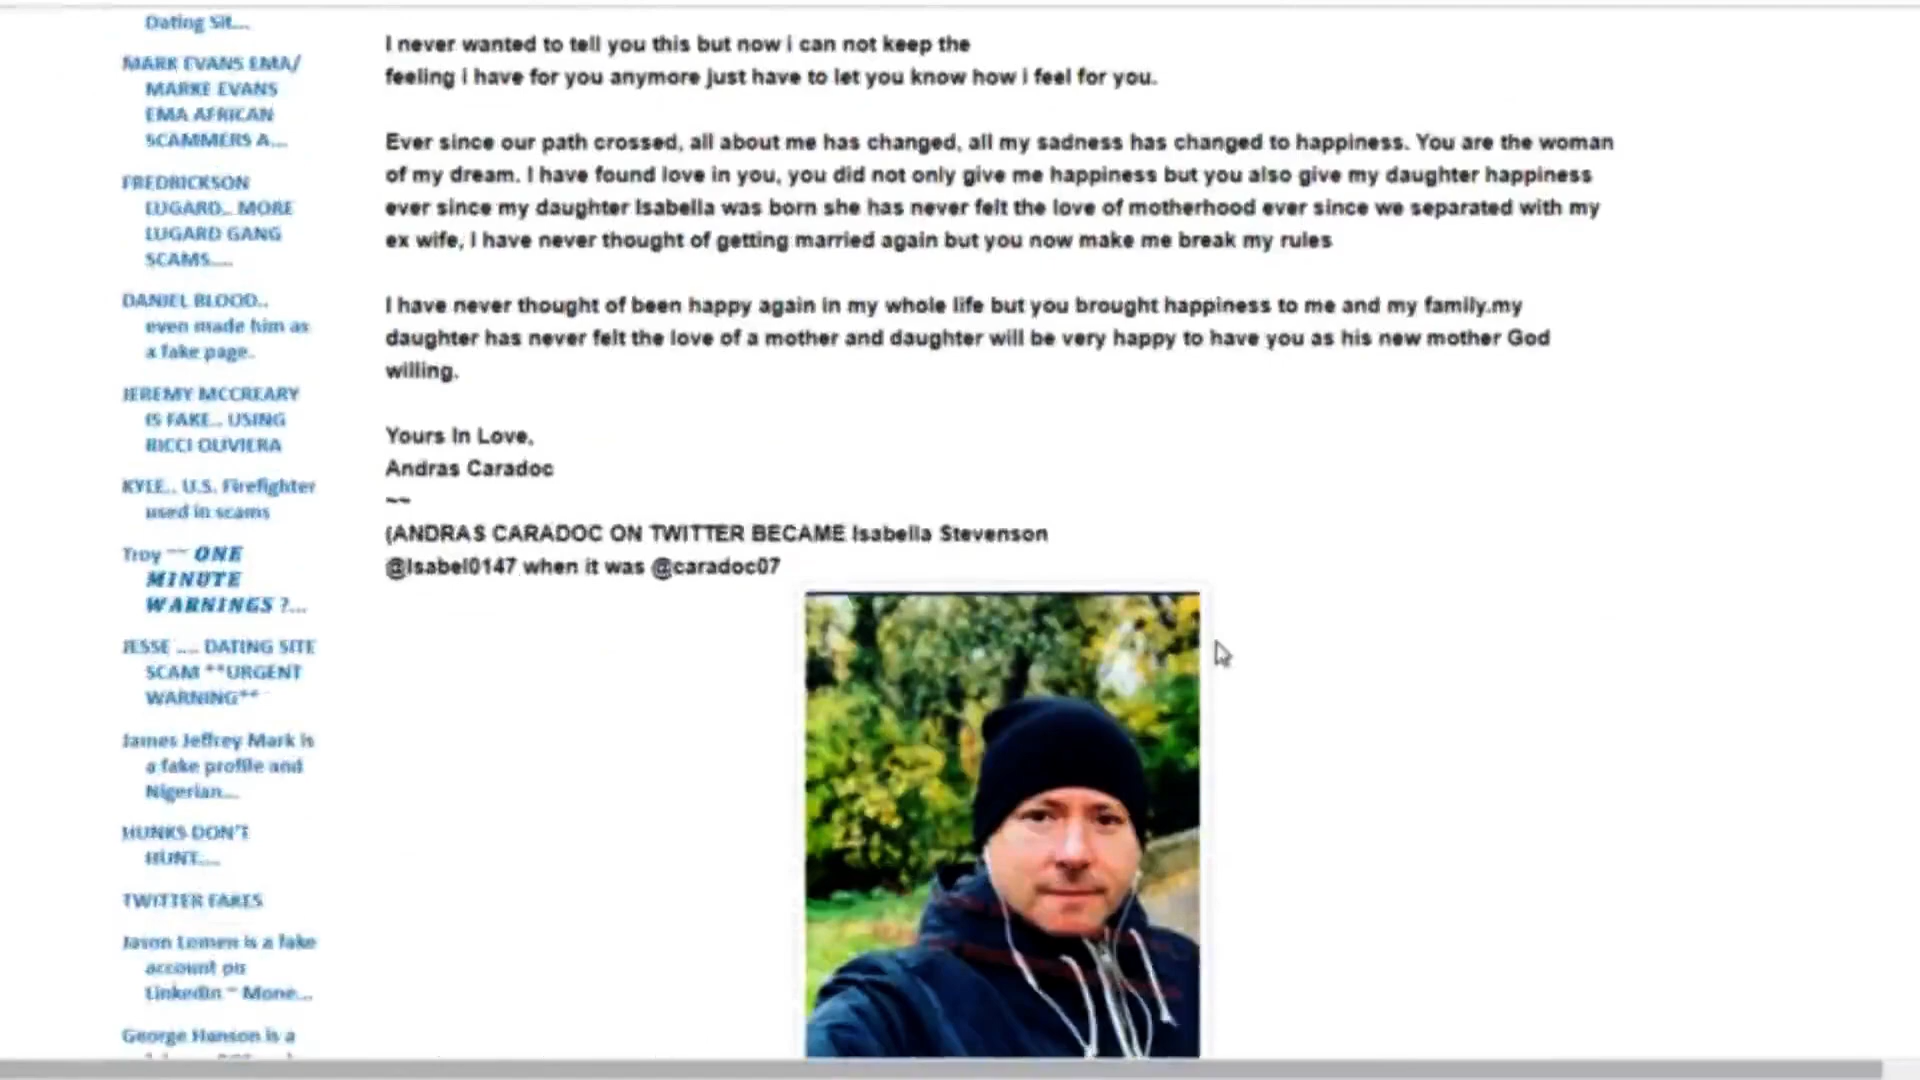 Dating Sit...
MARK EVANS EMA/
MARKE EVANS
EMA AFRICAN
SCAMMERS A...
FREDRICKSON
LUGARD.. MORE
LUGARD GANG
SCAMS....
DANIEL BLOOD..
even made him as
a fake page.
JEREMY MCCREARY
IS FAKE... USING
RICCI OLIVIERA
KYLE... U.S. Firefighter
used in scams
Troy ~~ ONE
MINUTE
WARNINGS ?...
JESSE .... DATING SITE
SCAM **URGENT
WARNING**
James Jeffrey Mark is
a fake profile and
Nigerian...
HUNKS DON'T
HUNT....
TWITTER FAKES
Jason Lomen is a fake
account on
LinkedIn ~ Mone...
George Hanson is a
I never wanted to tell you this but now i can not keep the
feeling i have for you anymore just have to let you know how i feel for you.
Ever since our path crossed, all about me has changed, all my sadness has changed to happiness. You are the woman
of my dream. I have found love in you, you did not only give me happiness but you also give my daughter happiness
ever since my daughter Isabella was born she has never felt the love of motherhood ever since we separated with my
ex wife, I have never thought of getting married again but you now make me break my rules
I have never thought of been happy again in my whole life but you brought happiness to me and my family.my
daughter has never felt the love of a mother and daughter will be very happy to have you as his new mother God
willing.
Yours In Love,
Andras Caradoc
~~
(ANDRAS CARADOC ON TWITTER BECAME Isabella Stevenson
@Isabel0147 when it was @caradoc07